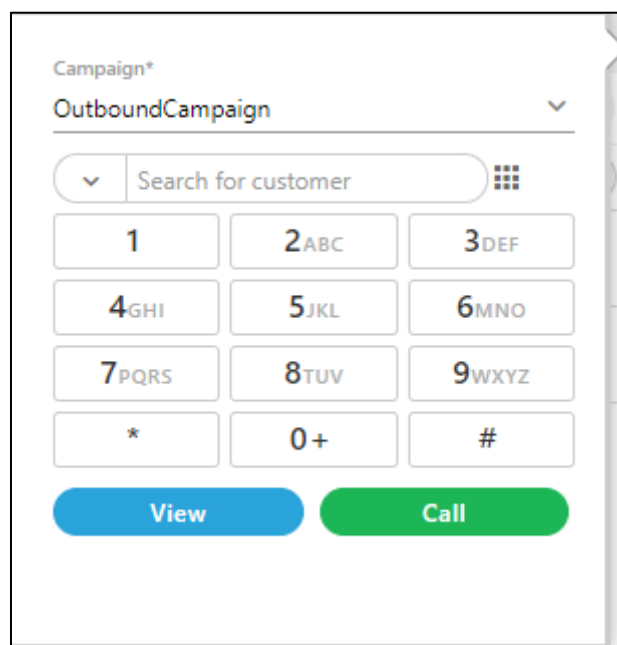 Campaign*
OutboundCampaign
Search for customer
1 2ABC 3DEF
4GHI 5JKL 6MNO
7PQRS 8TUV 9WXYZ
* 0+ #
View Call